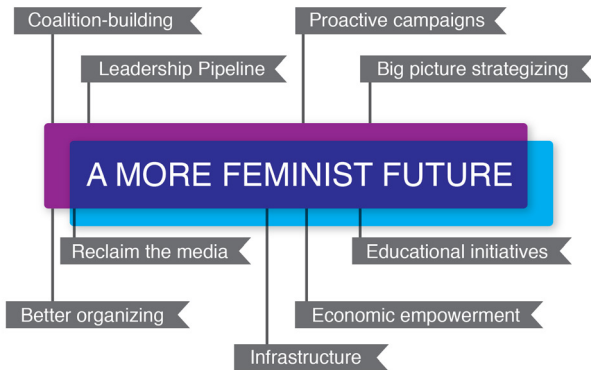 Coalition-building
Proactive campaigns
Leadership Pipeline
Big picture strategizing
A MORE FEMINIST FUTURE
Reclaim the media
Educational initiatives
Better organizing
Economic empowerment
Infrastructure